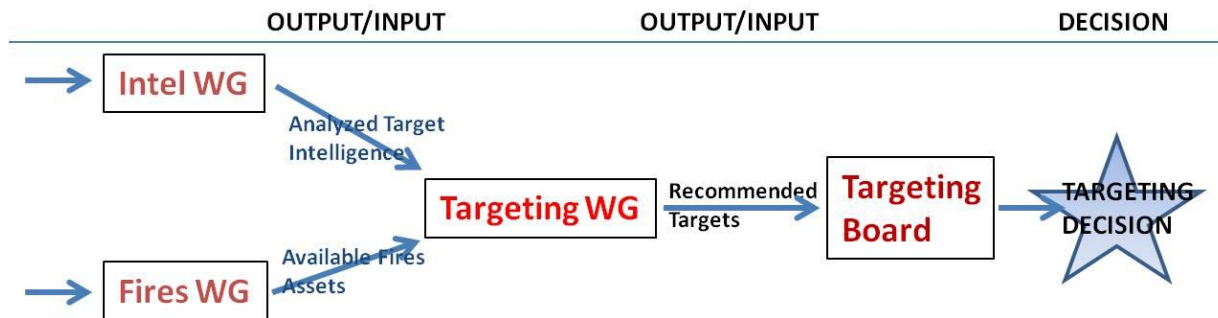 OUTPUT/INPUT OUTPUT/INPUT DECISION
Intel WG
Analyzed Target
Intelligence
Targeting WG
Recommended
Targets
Targeting
Board
TARGETING
DECISION
Available Fires
Assets
Fires WG